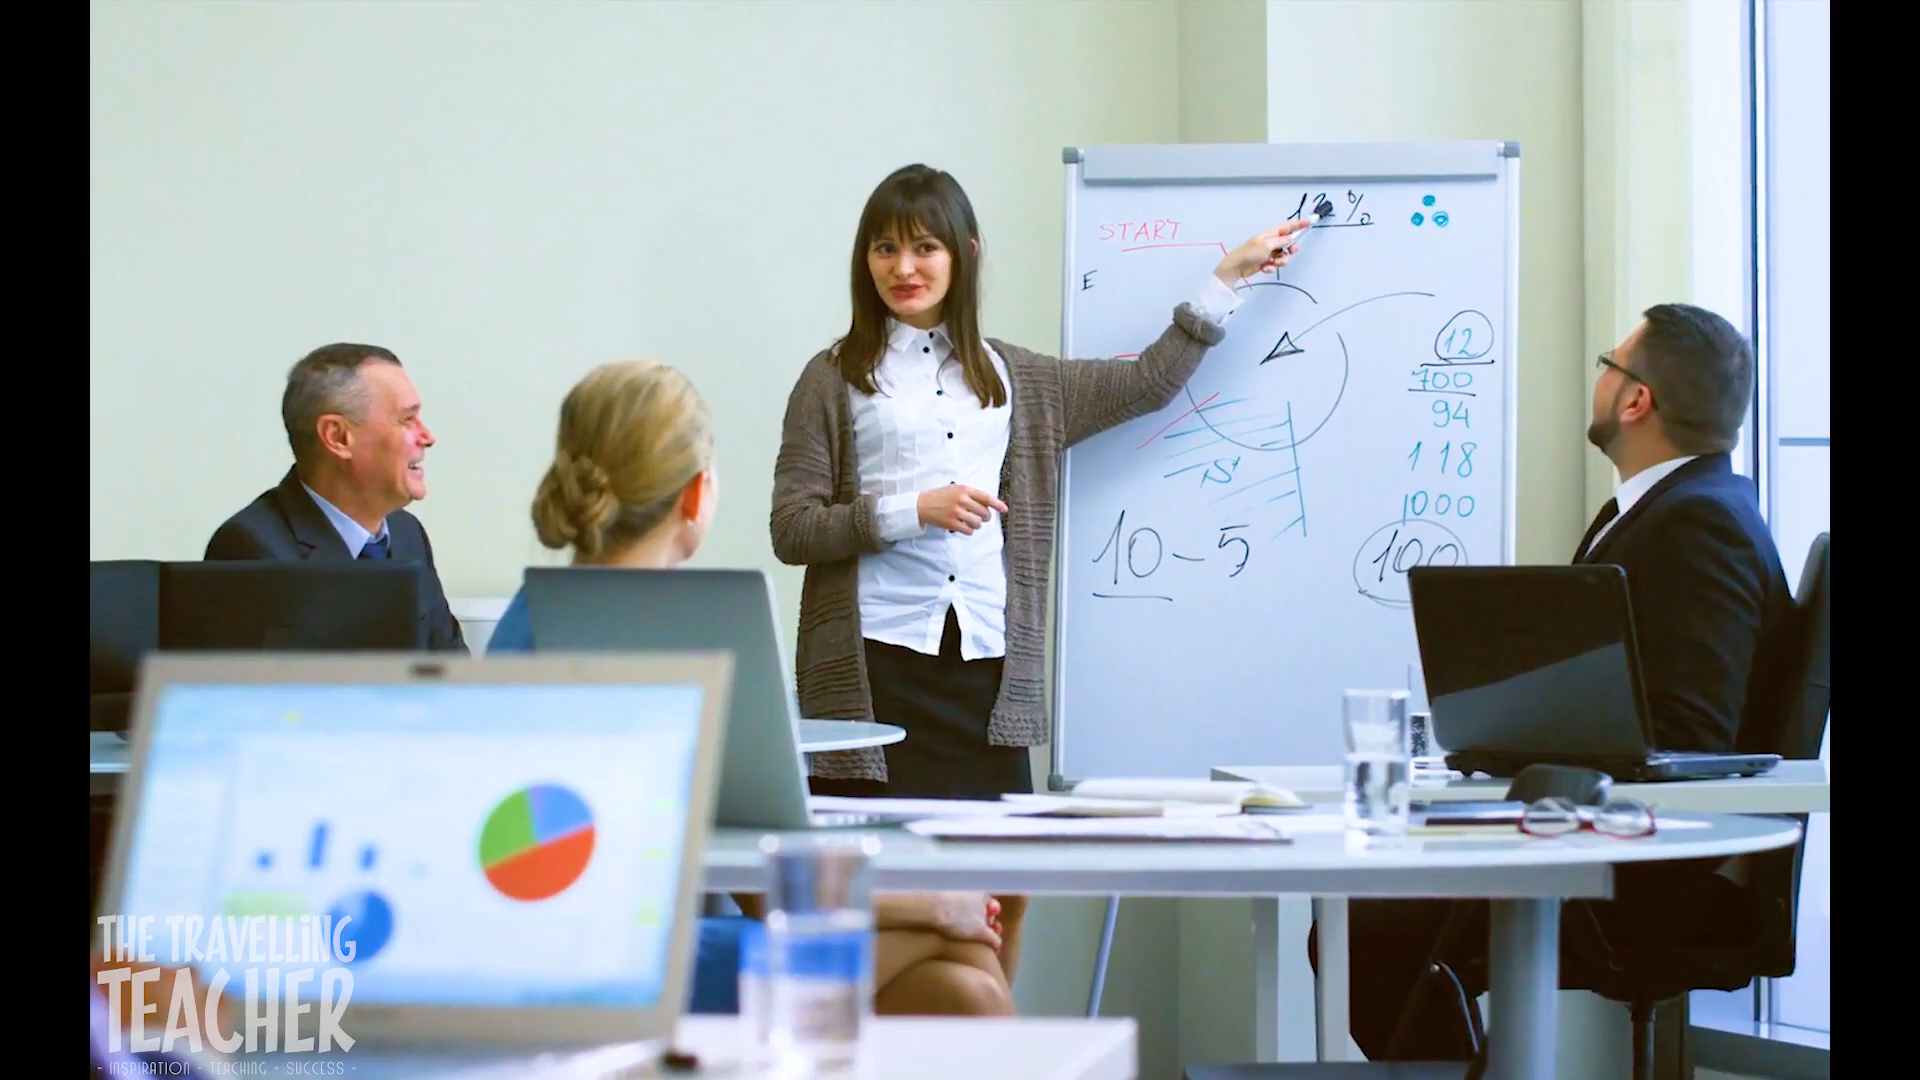 12%
START
E
12
700
94
118
1000
S
10-5
100
THE TRAVELLiNG
TEACHER
- INSPIRATION - TEACHING - SUCCESS -